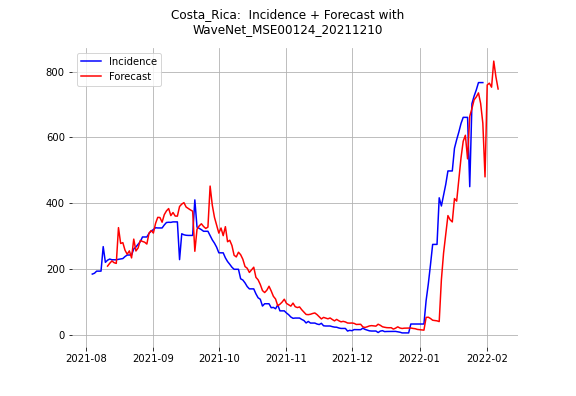 Costa_Rica:  Incidence + Forecast with
WaveNet_MSE00124_20211210
Incidence
Forecast
800
600
400
200
0
2021-08 2021-09 2021-10 2021-11 2021-12 2022-01 2022-02